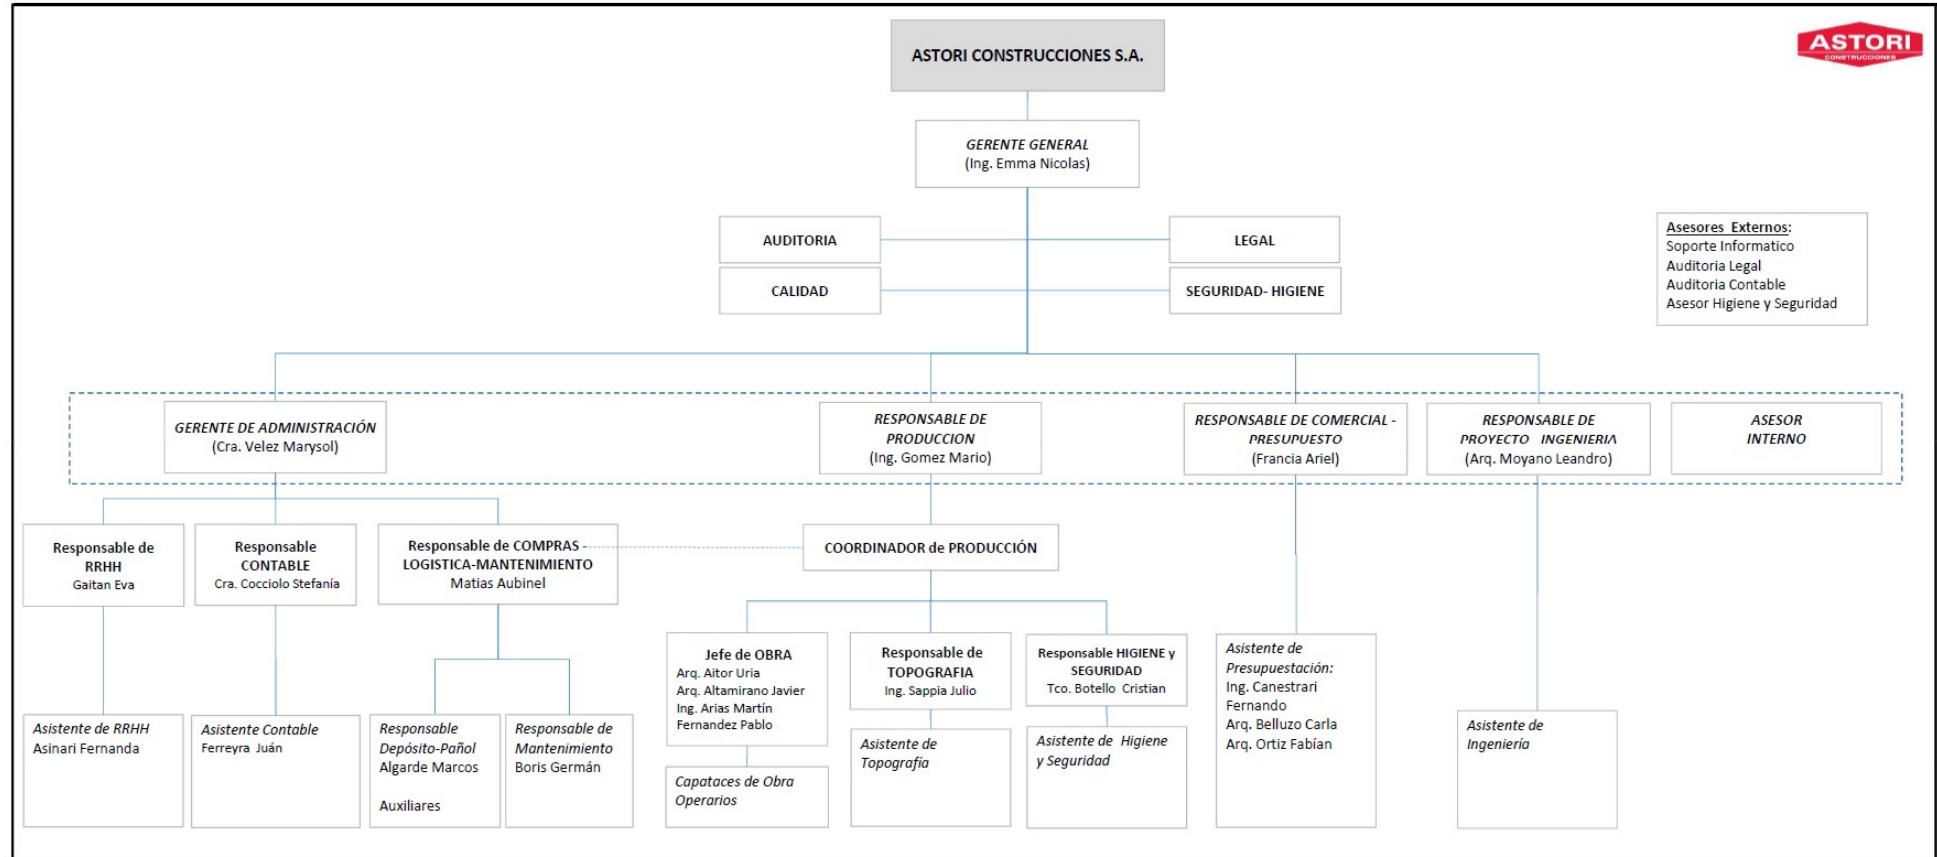 ASTORI CONSTRUCCIONES S.A.
ASTORI
CONSTRUCCIONES
GERENTE GENERAL
(Ing. Emma Nicolas)
AUDITORIA
LEGAL
CALIDAD
SEGURIDAD- HIGIENE
Asesores Externos:
Soporte Informatico
Auditoria Legal
Auditoria Contable
Asesor Higiene y Seguridad
GERENTE DE ADMINISTRACIÓN
(Cra. Velez Marysol)
RESPONSABLE DE
PRODUCCION
(Ing. Gomez Mario)
RESPONSABLE DE COMERCIAL -
PRESUPUESTO
(Francia Ariel)
RESPONSABLE DE
PROYECTO INGENIERIA
(Arq. Moyano Leandro)
ASESOR
INTERNO
Responsable de
RRHH
Gaitan Eva
Responsable
CONTABLE
Cra. Cocciolo Stefanía
Responsable de COMPRAS -
LOGISTICA-MANTENIMIENTO
Matias Aubinel
COORDINADOR de PRODUCCIÓN
Jefe de OBRA
Arq. Aitor Uria
Arq. Altamirano Javier
Ing. Arias Martín
Fernandez Pablo
Responsable de
TOPOGRAFIA
Ing. Sappia Julio
Responsable HIGIENE y
SEGURIDAD
Tco. Botello Cristian
Asistente de
Presupuestación:
Ing. Canestrari
Fernando
Arq. Belluzo Carla
Arq. Ortiz Fabían
Asistente de RRHH
Asinari Fernanda
Asistente Contable
Ferreyra Juán
Responsable
Depósito-Pañol
Algarde Marcos
Auxiliares
Responsable de
Mantenimiento
Boris Germán
Capataces de Obra
Operarios
Asistente de
Topografía
Asistente de Higiene
y Seguridad
Asistente de
Ingeniería